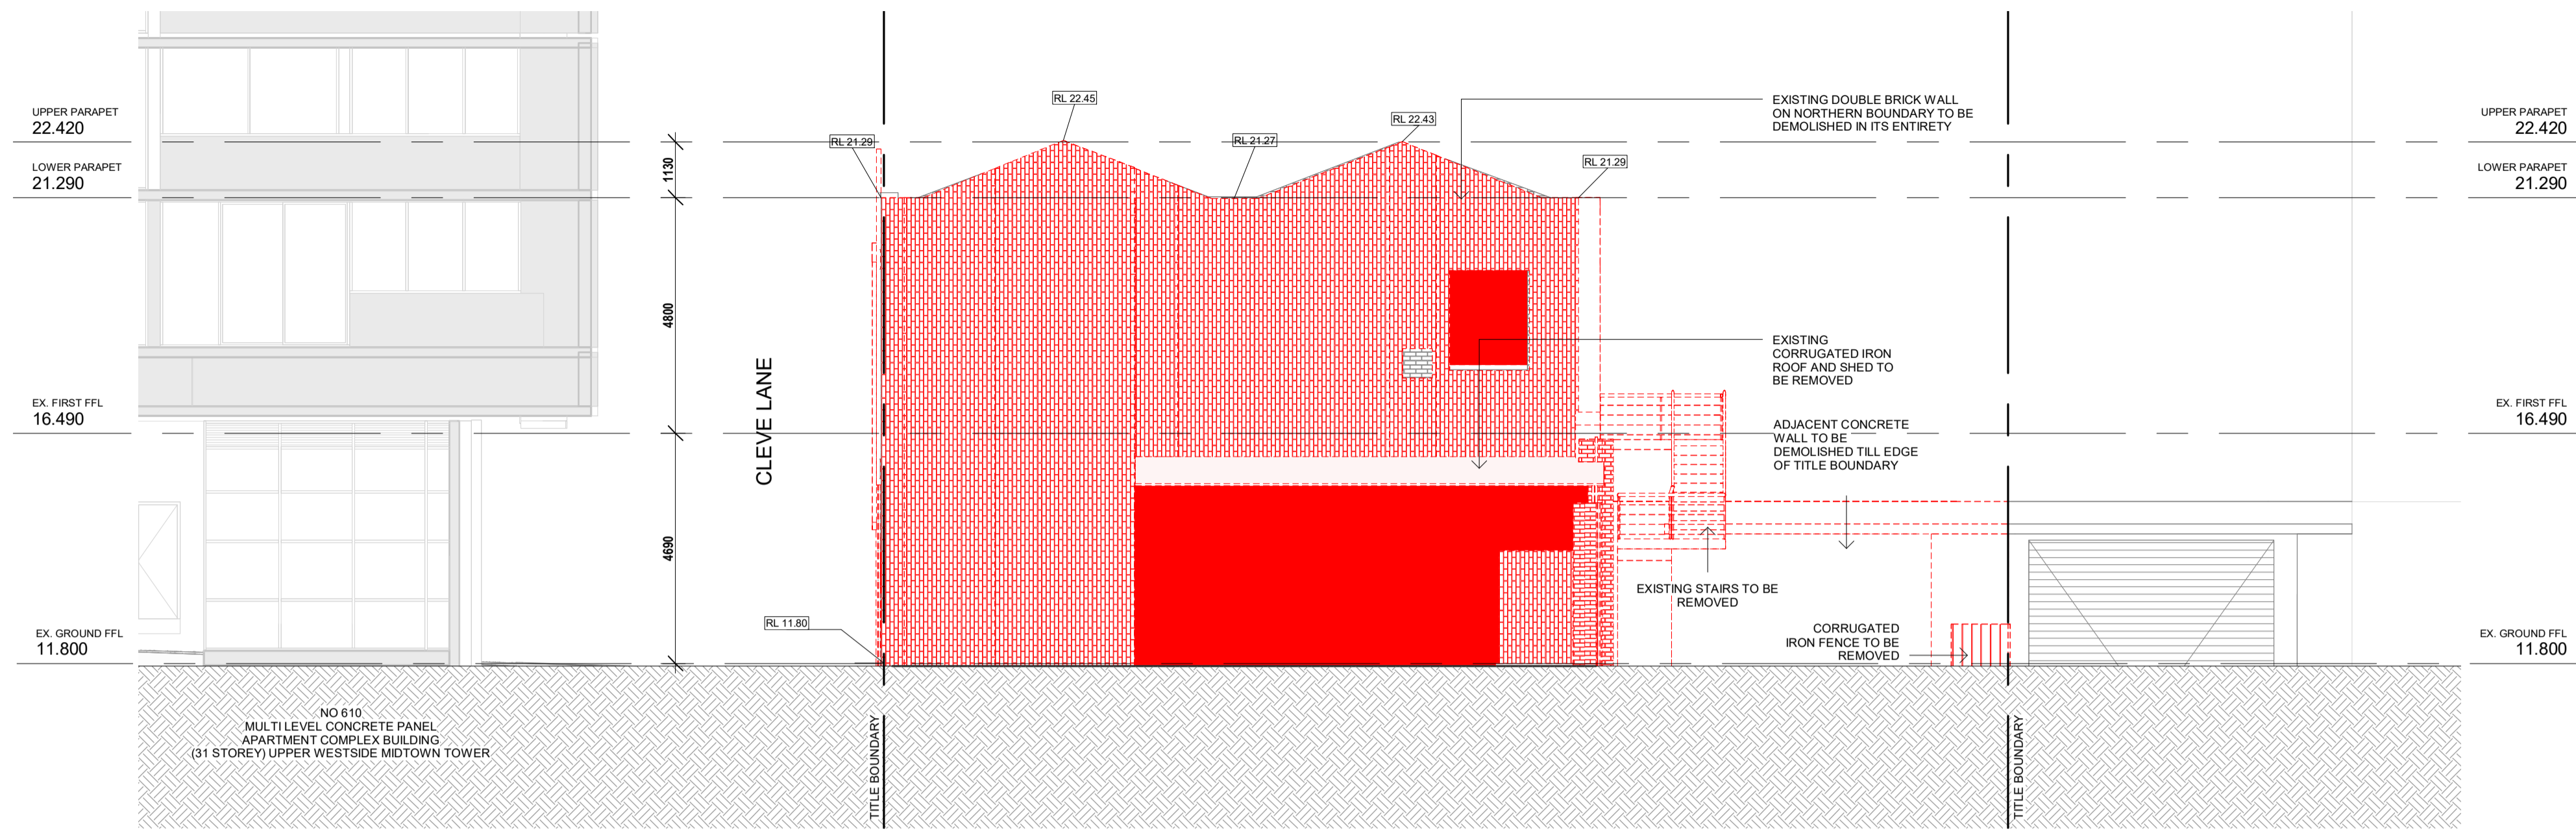 UPPER PARAPET
22.420
LOWER PARAPET
21.290
EX. FIRST FFL
16.490
EX. GROUND FFL
11.800
1130
4800
4690
CLEVE LANE
RL 21.29
RL 22.45
RL 21.27
RL 22.43
RL 21.29
RL 11.80
EXISTING DOUBLE BRICK WALL
ON NORTHERN BOUNDARY TO BE
DEMOLISHED IN ITS ENTIRETY
EXISTING
CORRUGATED IRON
ROOF AND SHED TO
BE REMOVED
ADJACENT CONCRETE
WALL TO BE
DEMOLISHED TILL EDGE
OF TITLE BOUNDARY
EXISTING STAIRS TO BE
REMOVED
CORRUGATED
IRON FENCE TO BE
REMOVED
UPPER PARAPET
22.420
LOWER PARAPET
21.290
EX. FIRST FFL
16.490
EX. GROUND FFL
11.800
NO 610
MULTI LEVEL CONCRETE PANEL
APARTMENT COMPLEX BUILDING
(31 STOREY) UPPER WESTSIDE MIDTOWN TOWER
TITLE BOUNDARY
TITLE BOUNDARY